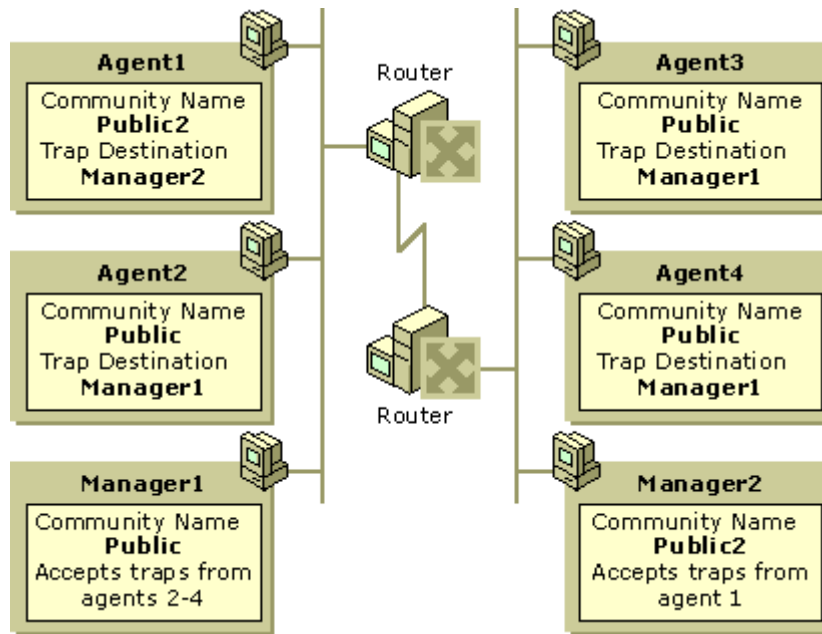 Agent1
Community Name
Public2
Trap Destination
Manager2
Agent2
Community Name
Public
Trap Destination
Manager1
Manager1
Community Name
Public
Accepts traps from
agents 2-4
Router
Router
Agent3
Community Name
Public
Trap Destination
Manager1
Agent4
Community Name
Public
Trap Destination
Manager1
Manager2
Community Name
Public2
Accepts traps from
agent 1